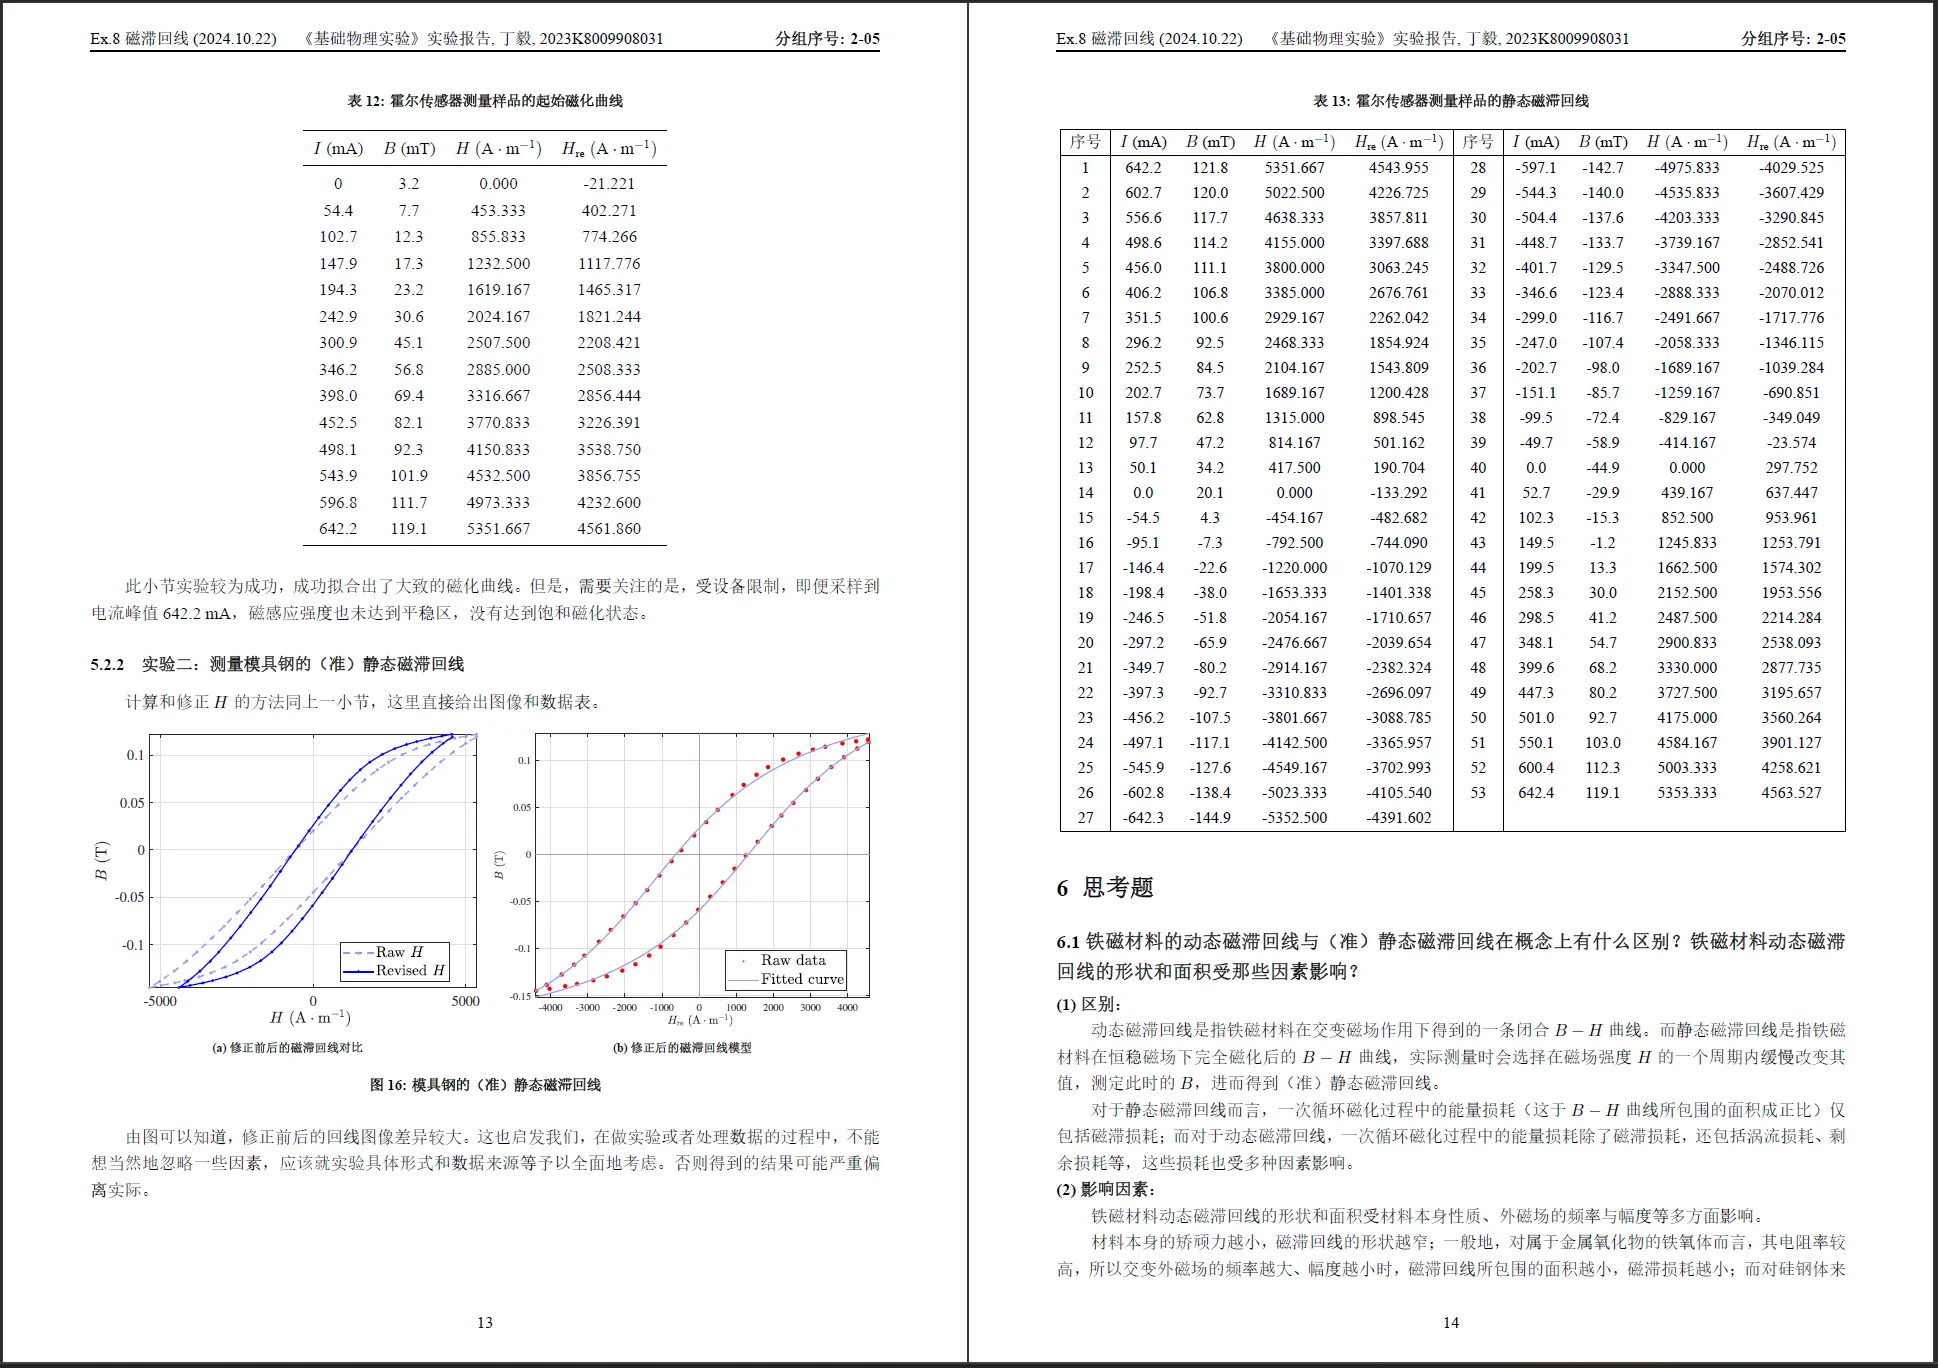 Ex.8 磁滞回线 (2024.10.22) 《基础物理实验》实验报告, 丁毅, 2023K8009908031 分组序号: 2-05
表 12: 霍尔传感器测量样品的起始磁化曲线
I (mA) B (mT) H (A · m⁻¹) H_re (A · m⁻¹)
0 3.2 0.000 -21.221
54.4 7.7 453.333 402.271
102.7 12.3 855.833 774.266
147.9 17.3 1232.500 1117.776
194.3 23.2 1619.167 1465.317
242.9 30.6 2024.167 1821.244
300.9 45.1 2507.500 2208.421
346.2 56.8 2885.000 2508.333
398.0 69.4 3316.667 2856.444
452.5 82.1 3770.833 3226.391
498.1 92.3 4150.833 3538.750
543.9 101.9 4532.500 3856.755
596.8 111.7 4973.333 4232.600
642.2 119.1 5351.667 4561.860
此小节实验较为成功，成功拟合出了大致的磁化曲线。但是，需要关注的是，受设备限制，即便采样到
电流峰值 642.2 mA，磁感应强度也未达到平稳区，没有达到饱和磁化状态。
5.2.2 实验二：测量模具钢的（准）静态磁滞回线
计算和修正 H 的方法同上一小节，这里直接给出图像和数据表。
0.1
0.05
0
-0.05
-0.1
B (T)
Raw H
Revised H
-5000 0 5000
H (A · m⁻¹)
(a) 修正前后的磁滞回线对比
0.1
0.05
0
-0.05
-0.1
-0.15
B (T)
Raw data
Fitted curve
-4000 -3000 -2000 -1000 0 1000 2000 3000 4000
H_re (A · m⁻¹)
(b) 修正后的磁滞回线模型
图 16: 模具钢的（准）静态磁滞回线
由图可以知道，修正前后的回线图像差异较大。这也启发我们，在做实验或者处理数据的过程中，不能
想当然地忽略一些因素，应该就实验具体形式和数据来源等予以全面地考虑。否则得到的结果可能严重偏
离实际。
13
Ex.8 磁滞回线 (2024.10.22) 《基础物理实验》实验报告, 丁毅, 2023K8009908031 分组序号: 2-05
表 13: 霍尔传感器测量样品的静态磁滞回线
序号 I (mA) B (mT) H (A · m⁻¹) H_re (A · m⁻¹) 序号 I (mA) B (mT) H (A · m⁻¹) H_re (A · m⁻¹)
1 642.2 121.8 5351.667 4543.955 28 -597.1 -142.7 -4975.833 -4029.525
2 602.7 120.0 5022.500 4226.725 29 -544.3 -140.0 -4535.833 -3607.429
3 556.6 117.7 4638.333 3857.811 30 -504.4 -137.6 -4203.333 -3290.845
4 498.6 114.2 4155.000 3397.688 31 -448.7 -133.7 -3739.167 -2852.541
5 456.0 111.1 3800.000 3063.245 32 -401.7 -129.5 -3347.500 -2488.726
6 406.2 106.8 3385.000 2676.761 33 -346.6 -123.4 -2888.333 -2070.012
7 351.5 100.6 2929.167 2262.042 34 -299.0 -116.7 -2491.667 -1717.776
8 296.2 92.5 2468.333 1854.924 35 -247.0 -107.4 -2058.333 -1346.115
9 252.5 84.5 2104.167 1543.809 36 -202.7 -98.0 -1689.167 -1039.284
10 202.7 73.7 1689.167 1200.428 37 -151.1 -85.7 -1259.167 -690.851
11 157.8 62.8 1315.000 898.545 38 -99.5 -72.4 -829.167 -349.049
12 97.7 47.2 814.167 501.162 39 -49.7 -58.9 -414.167 -23.574
13 50.1 34.2 417.500 190.704 40 0.0 -44.9 0.000 297.752
14 0.0 20.1 0.000 -133.292 41 52.7 -29.9 439.167 637.447
15 -54.5 4.3 -454.167 -482.682 42 102.3 -15.3 852.500 953.961
16 -95.1 -7.3 -792.500 -744.090 43 149.5 -1.2 1245.833 1253.791
17 -146.4 -22.6 -1220.000 -1070.129 44 199.5 13.3 1662.500 1574.302
18 -198.4 -38.0 -1653.333 -1401.338 45 258.3 30.0 2152.500 1953.556
19 -246.5 -51.8 -2054.167 -1710.657 46 298.5 41.2 2487.500 2214.284
20 -297.2 -65.9 -2476.667 -2039.654 47 348.1 54.7 2900.833 2538.093
21 -349.7 -80.2 -2914.167 -2382.324 48 399.6 68.2 3330.000 2877.735
22 -397.3 -92.7 -3310.833 -2696.097 49 447.3 80.2 3727.500 3195.657
23 -456.2 -107.5 -3801.667 -3088.785 50 501.0 92.7 4175.000 3560.264
24 -497.1 -117.1 -4142.500 -3365.957 51 550.1 103.0 4584.167 3901.127
25 -545.9 -127.6 -4549.167 -3702.993 52 600.4 112.3 5003.333 4258.621
26 -602.8 -138.4 -5023.333 -4105.540 53 642.4 119.1 5353.333 4563.527
27 -642.3 -144.9 -5352.500 -4391.602
6 思考题
6.1 铁磁材料的动态磁滞回线与（准）静态磁滞回线在概念上有什么区别？铁磁材料动态磁滞
回线的形状和面积受那些因素影响？
(1) 区别：
动态磁滞回线是指铁磁材料在交变磁场作用下得到的一条闭合 B − H 曲线。而静态磁滞回线是指铁磁
材料在恒稳磁场下完全磁化后的 B − H 曲线，实际测量时会选择在磁场强度 H 的一个周期内缓慢改变其
值，测定此时的 B，进而得到（准）静态磁滞回线。
对于静态磁滞回线而言，一次循环磁化过程中的能量损耗（这于 B − H 曲线所包围的面积成正比）仅
包括磁滞损耗；而对于动态磁滞回线，一次循环磁化过程中的能量损耗除了磁滞损耗，还包括涡流损耗、剩
余损耗等，这些损耗也受多种因素影响。
(2) 影响因素：
铁磁材料动态磁滞回线的形状和面积受材料本身性质、外磁场的频率与幅度等多方面影响。
材料本身的矫顽力越小，磁滞回线的形状越窄；一般地，对属于金属氧化物的铁氧体而言，其电阻率较
高，所以交变外磁场的频率越大、幅度越小时，磁滞回线所包围的面积越小，磁滞损耗越小；而对硅钢体来
14